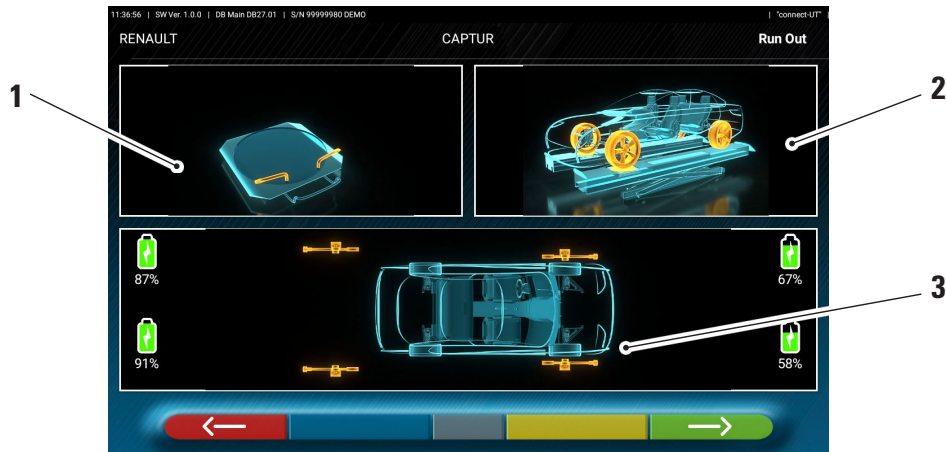 11:36:56 | SW Ver. 1.0.0 | DB Main DB27.01 | S/N 99999980 DEMO | "connect-UT" |
RENAULT CAPTUR Run Out
1
2
87% 67%
3
91% 58%